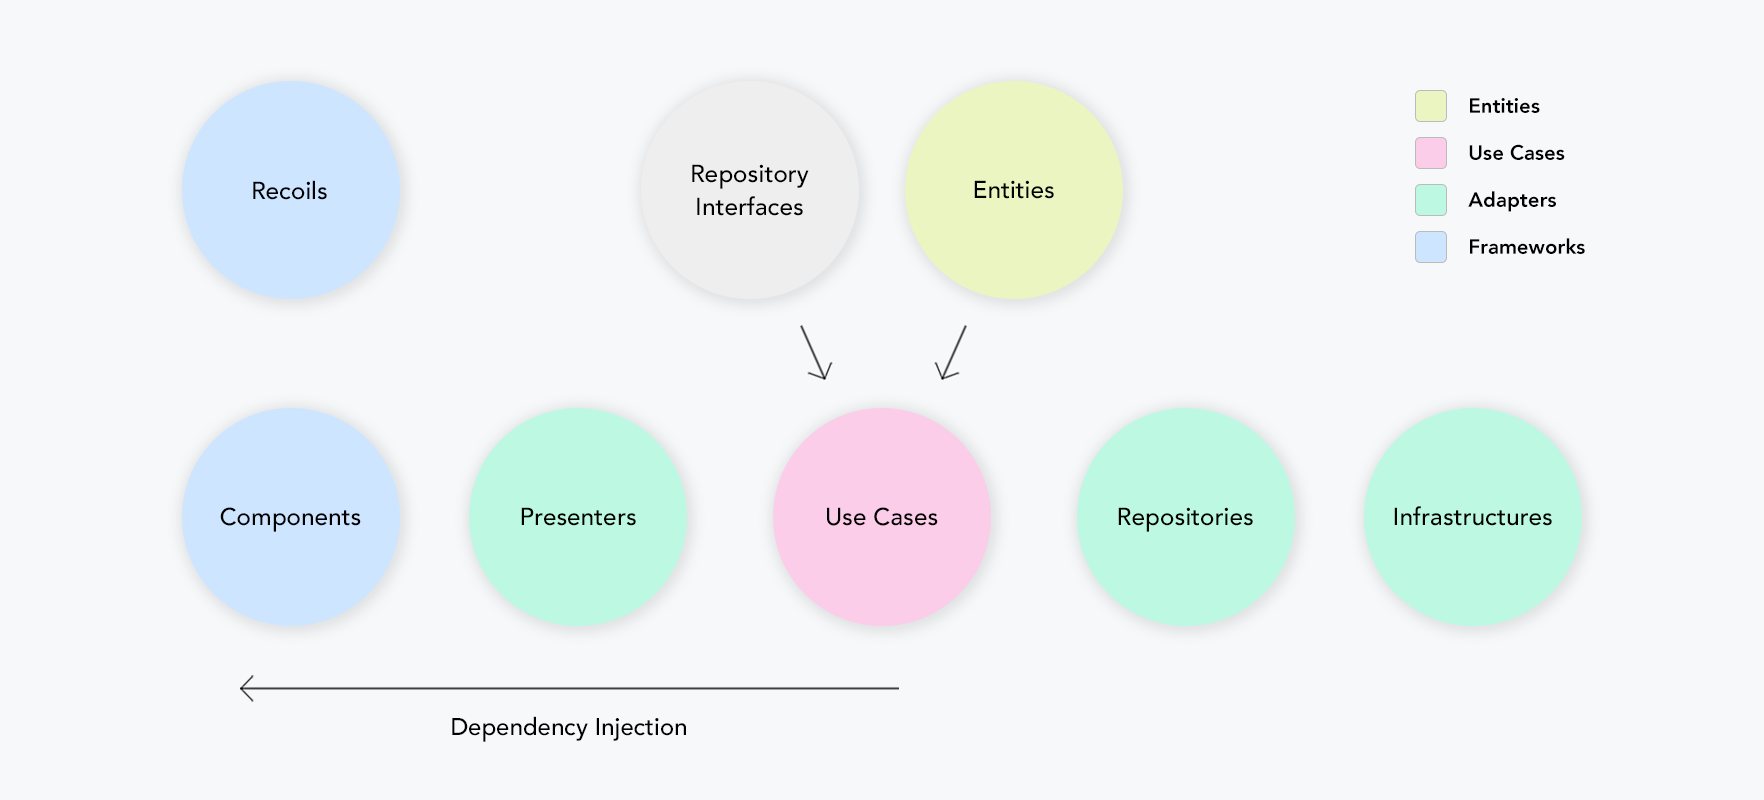 Recoils
Repository
Interfaces
Entities
Entities
Use Cases
Adapters
Frameworks
Components
Presenters
Use Cases
Repositories
Infrastructures
Dependency Injection